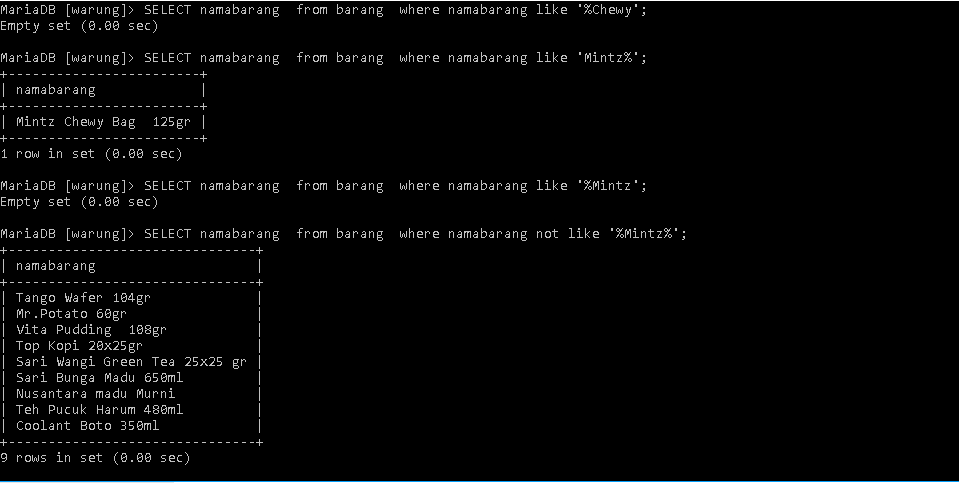 MariaDB [warung]> SELECT namabarang  from barang  where namabarang like '%Chewy';
Empty set (0.00 sec)
MariaDB [warung]> SELECT namabarang  from barang  where namabarang like 'Mintz%';
+------------------------+
| namabarang             |
+------------------------+
| Mintz Chewy Bag  125gr |
+------------------------+
1 row in set (0.00 sec)
MariaDB [warung]> SELECT namabarang  from barang  where namabarang like '%Mintz';
Empty set (0.00 sec)
MariaDB [warung]> SELECT namabarang  from barang  where namabarang not like '%Mintz%';
+-------------------------------+
| namabarang                    |
+-------------------------------+
| Tango Wafer 104gr             |
| Mr.Potato 60gr                |
| Vita Pudding  108gr           |
| Top Kopi 20x25gr              |
| Sari Wangi Green Tea 25x25 gr |
| Sari Bunga Madu 650ml         |
| Nusantara madu Murni          |
| Teh Pucuk Harum 480ml         |
| Coolant Boto 350ml            |
+-------------------------------+
9 rows in set (0.00 sec)